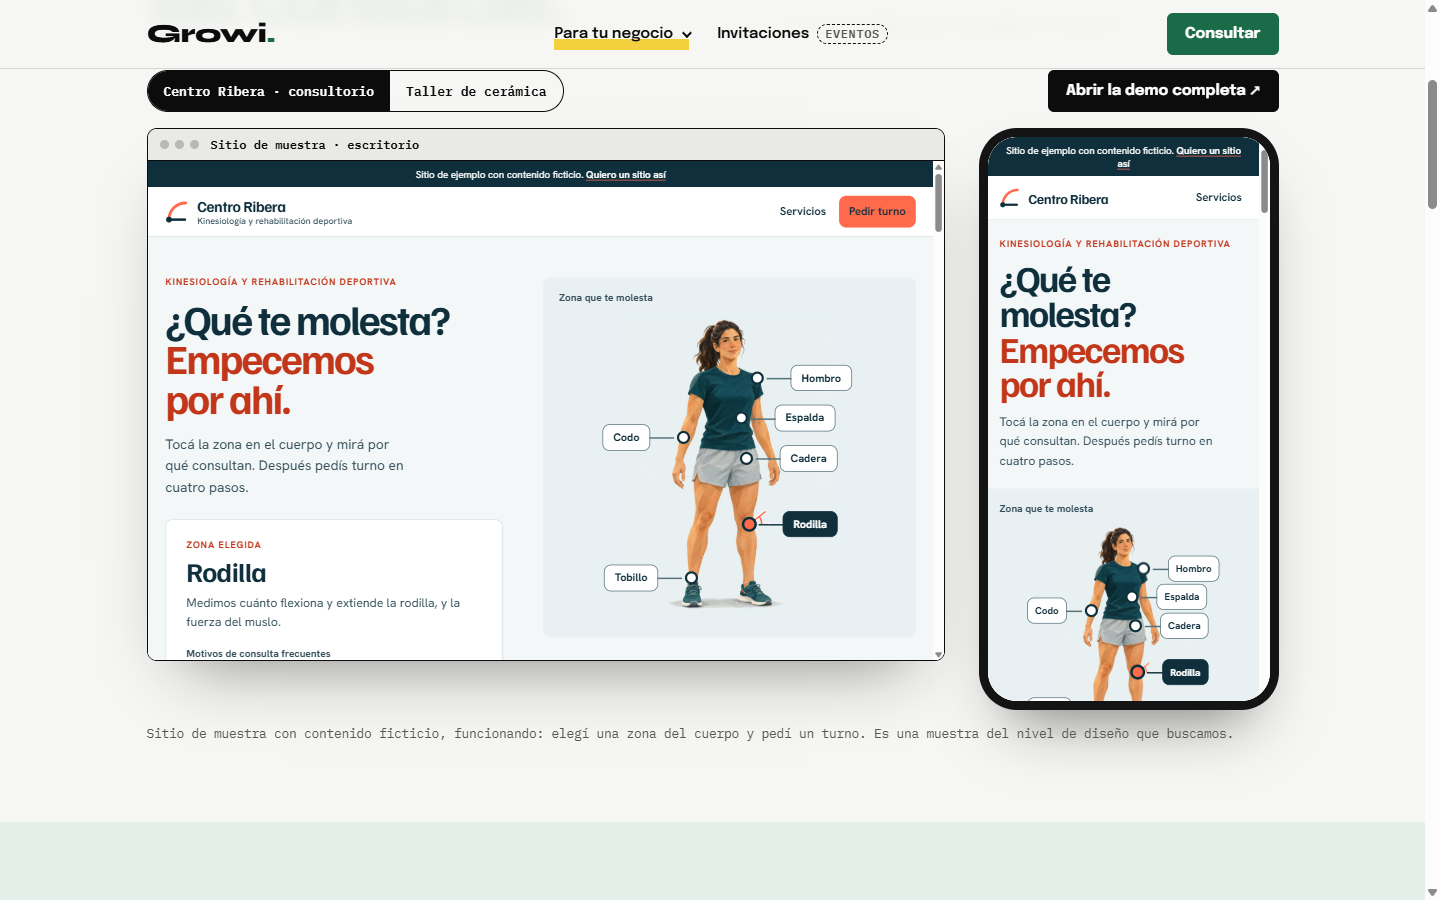 Growi.
Para tu negocio
Invitaciones
EVENTOS
Consultar
Centro Ribera · consultorio
Taller de cerámica
Abrir la demo completa ↗
Sitio de muestra · escritorio
Sitio de ejemplo con contenido ficticio. Quiero un sitio así
Centro Ribera
Kinesiología y rehabilitación deportiva
Servicios
Pedir turno
KINESIOLOGÍA Y REHABILITACIÓN DEPORTIVA
¿Qué te molesta?
Empecemos
por ahí.
Tocá la zona en el cuerpo y mirá por
qué consultan. Después pedís turno en
cuatro pasos.
ZONA ELEGIDA
Rodilla
Medimos cuánto flexiona y extiende la rodilla, y la
fuerza del muslo.
Motivos de consulta frecuentes
Zona que te molesta
Hombro
Espalda
Codo
Cadera
Rodilla
Tobillo
Sitio de ejemplo con contenido ficticio. Quiero un sitio
así
Centro Ribera
Servicios
KINESIOLOGÍA Y REHABILITACIÓN DEPORTIVA
¿Qué te
molesta?
Empecemos
por ahí.
Tocá la zona en el cuerpo y mirá por
qué consultan. Después pedís turno en
cuatro pasos.
Zona que te molesta
Hombro
Espalda
Codo
Cadera
Rodilla
Sitio de muestra con contenido ficticio, funcionando: elegí una zona del cuerpo y pedí un turno. Es una muestra del nivel de diseño que buscamos.